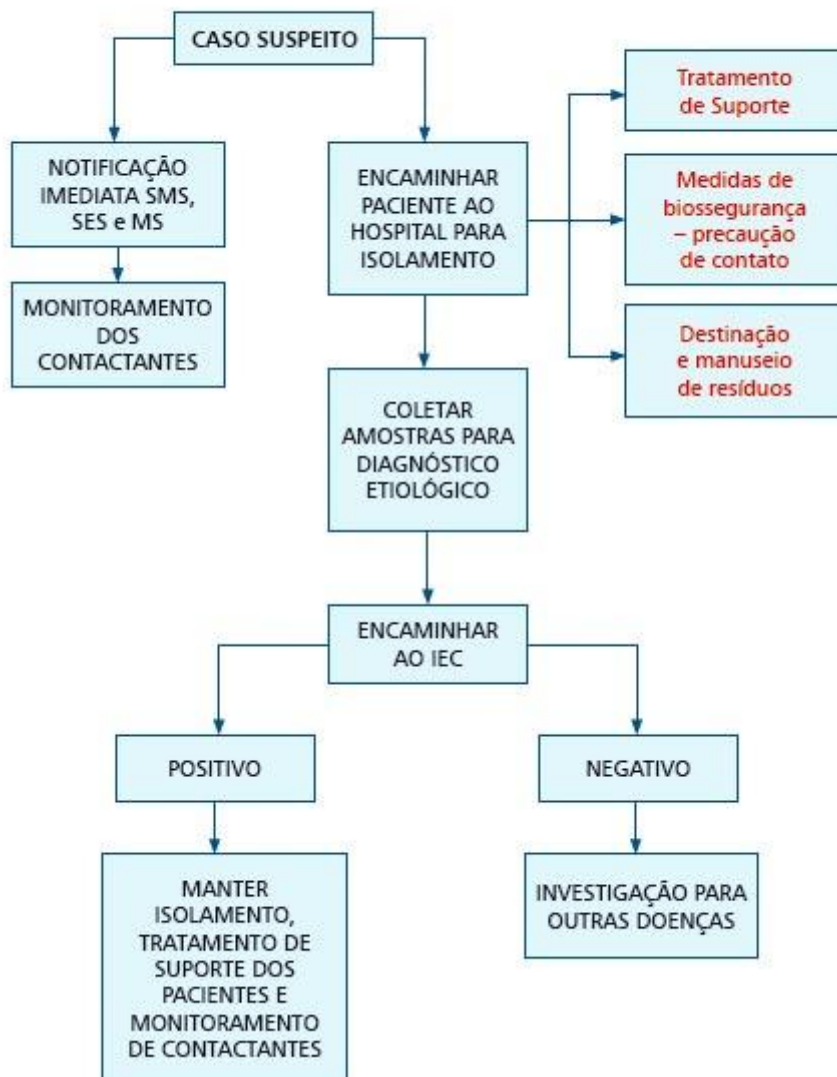 CASO SUSPEITO
NOTIFICAÇÃO
IMEDIATA SMS,
SES e MS
MONITORAMENTO
DOS
CONTACTANTES
ENCAMINHAR
PACIENTE AO
HOSPITAL PARA
ISOLAMENTO
Tratamento
de Suporte
Medidas de
biossegurança
– precaução
de contato
Destinação
e manuseio
de resíduos
COLETAR
AMOSTRAS PARA
DIAGNÓSTICO
ETIOLÓGICO
ENCAMINHAR
AO IEC
POSITIVO
MANTER
ISOLAMENTO,
TRATAMENTO DE
SUPORTE DOS
PACIENTES E
MONITORAMENTO
DE CONTACTANTES
NEGATIVO
INVESTIGAÇÃO PARA
OUTRAS DOENÇAS